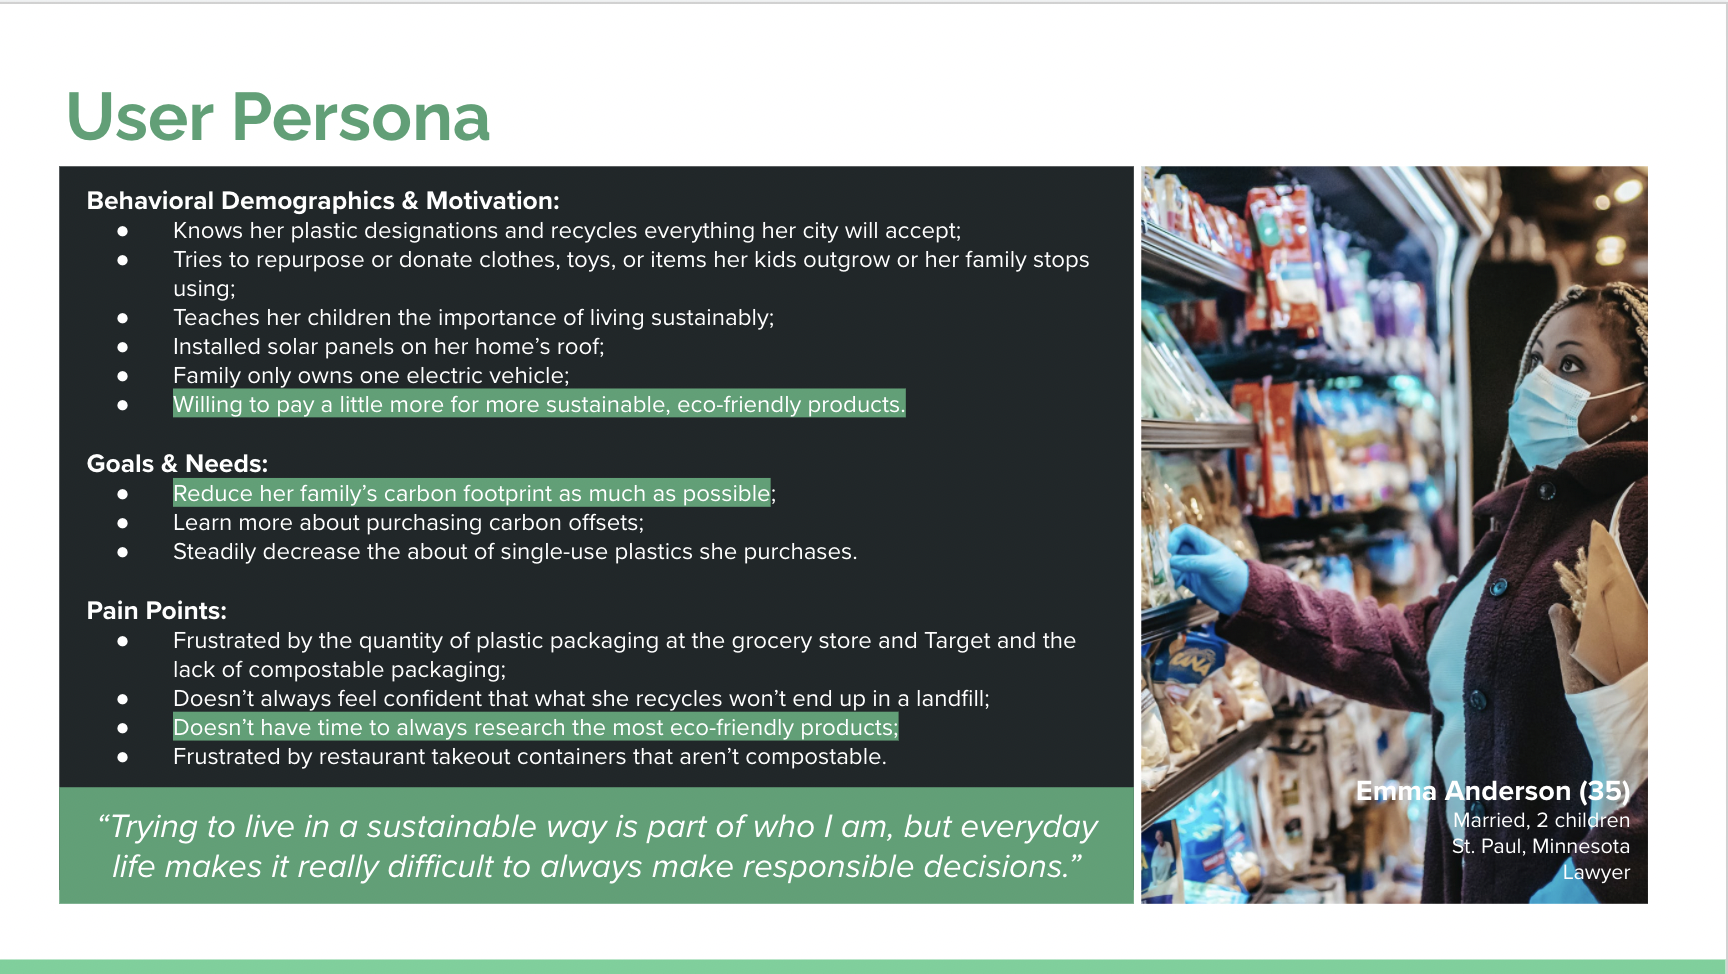 User Persona
Behavioral Demographics & Motivation:
● Knows her plastic designations and recycles everything her city will accept;
● Tries to repurpose or donate clothes, toys, or items her kids outgrow or her family stops
using;
● Teaches her children the importance of living sustainably;
● Installed solar panels on her home’s roof;
● Family only owns one electric vehicle;
● Willing to pay a little more for more sustainable, eco-friendly products.
Goals & Needs:
● Reduce her family’s carbon footprint as much as possible;
● Learn more about purchasing carbon offsets;
● Steadily decrease the about of single-use plastics she purchases.
Pain Points:
● Frustrated by the quantity of plastic packaging at the grocery store and Target and the
lack of compostable packaging;
● Doesn’t always feel confident that what she recycles won’t end up in a landfill;
● Doesn’t have time to always research the most eco-friendly products;
● Frustrated by restaurant takeout containers that aren’t compostable.
“Trying to live in a sustainable way is part of who I am, but everyday
life makes it really difficult to always make responsible decisions.”
Emma Anderson (35)
Married, 2 children
St. Paul, Minnesota
Lawyer